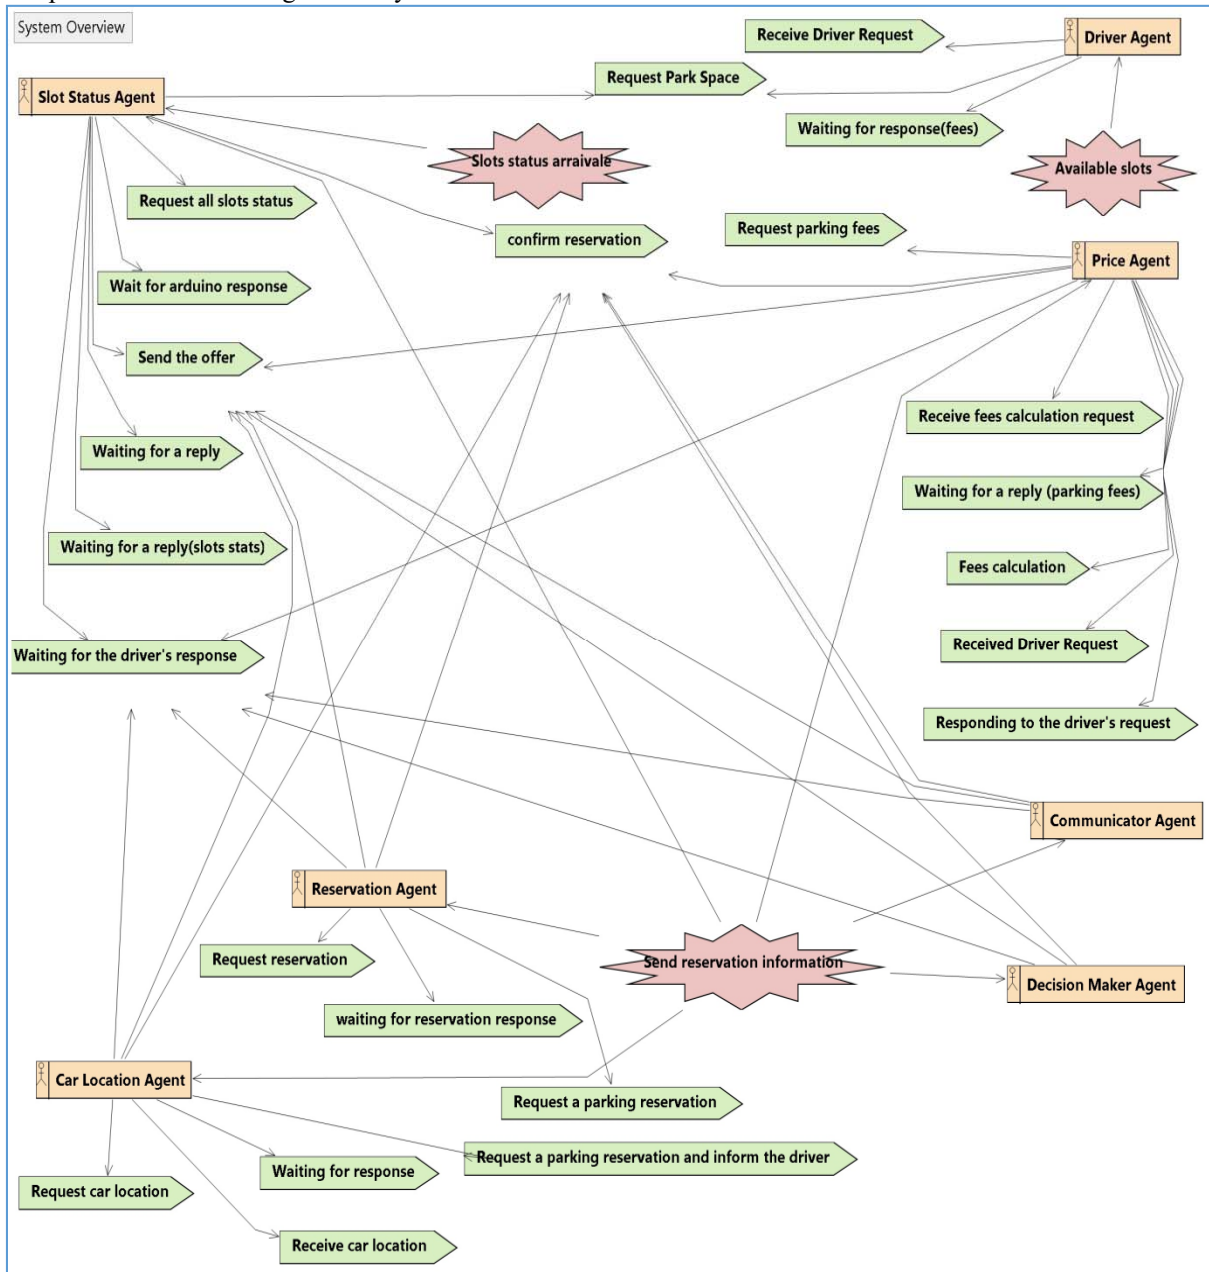 System Overview
Receive Driver Request
Driver Agent
Slot Status Agent
Request Park Space
Waiting for response(fees)
Slots status arraivale
Available slots
Request all slots status
confirm reservation
Request parking fees
Price Agent
Wait for arduino response
Send the offer
Receive fees calculation request
Waiting for a reply
Waiting for a reply (parking fees)
Waiting for a reply(slots stats)
Fees calculation
Received Driver Request
Waiting for the driver's response
Responding to the driver's request
Communicator Agent
Reservation Agent
Request reservation
Send reservation information
Decision Maker Agent
waiting for reservation response
Car Location Agent
Request a parking reservation
Request a parking reservation and inform the driver
Waiting for response
Request car location
Receive car location